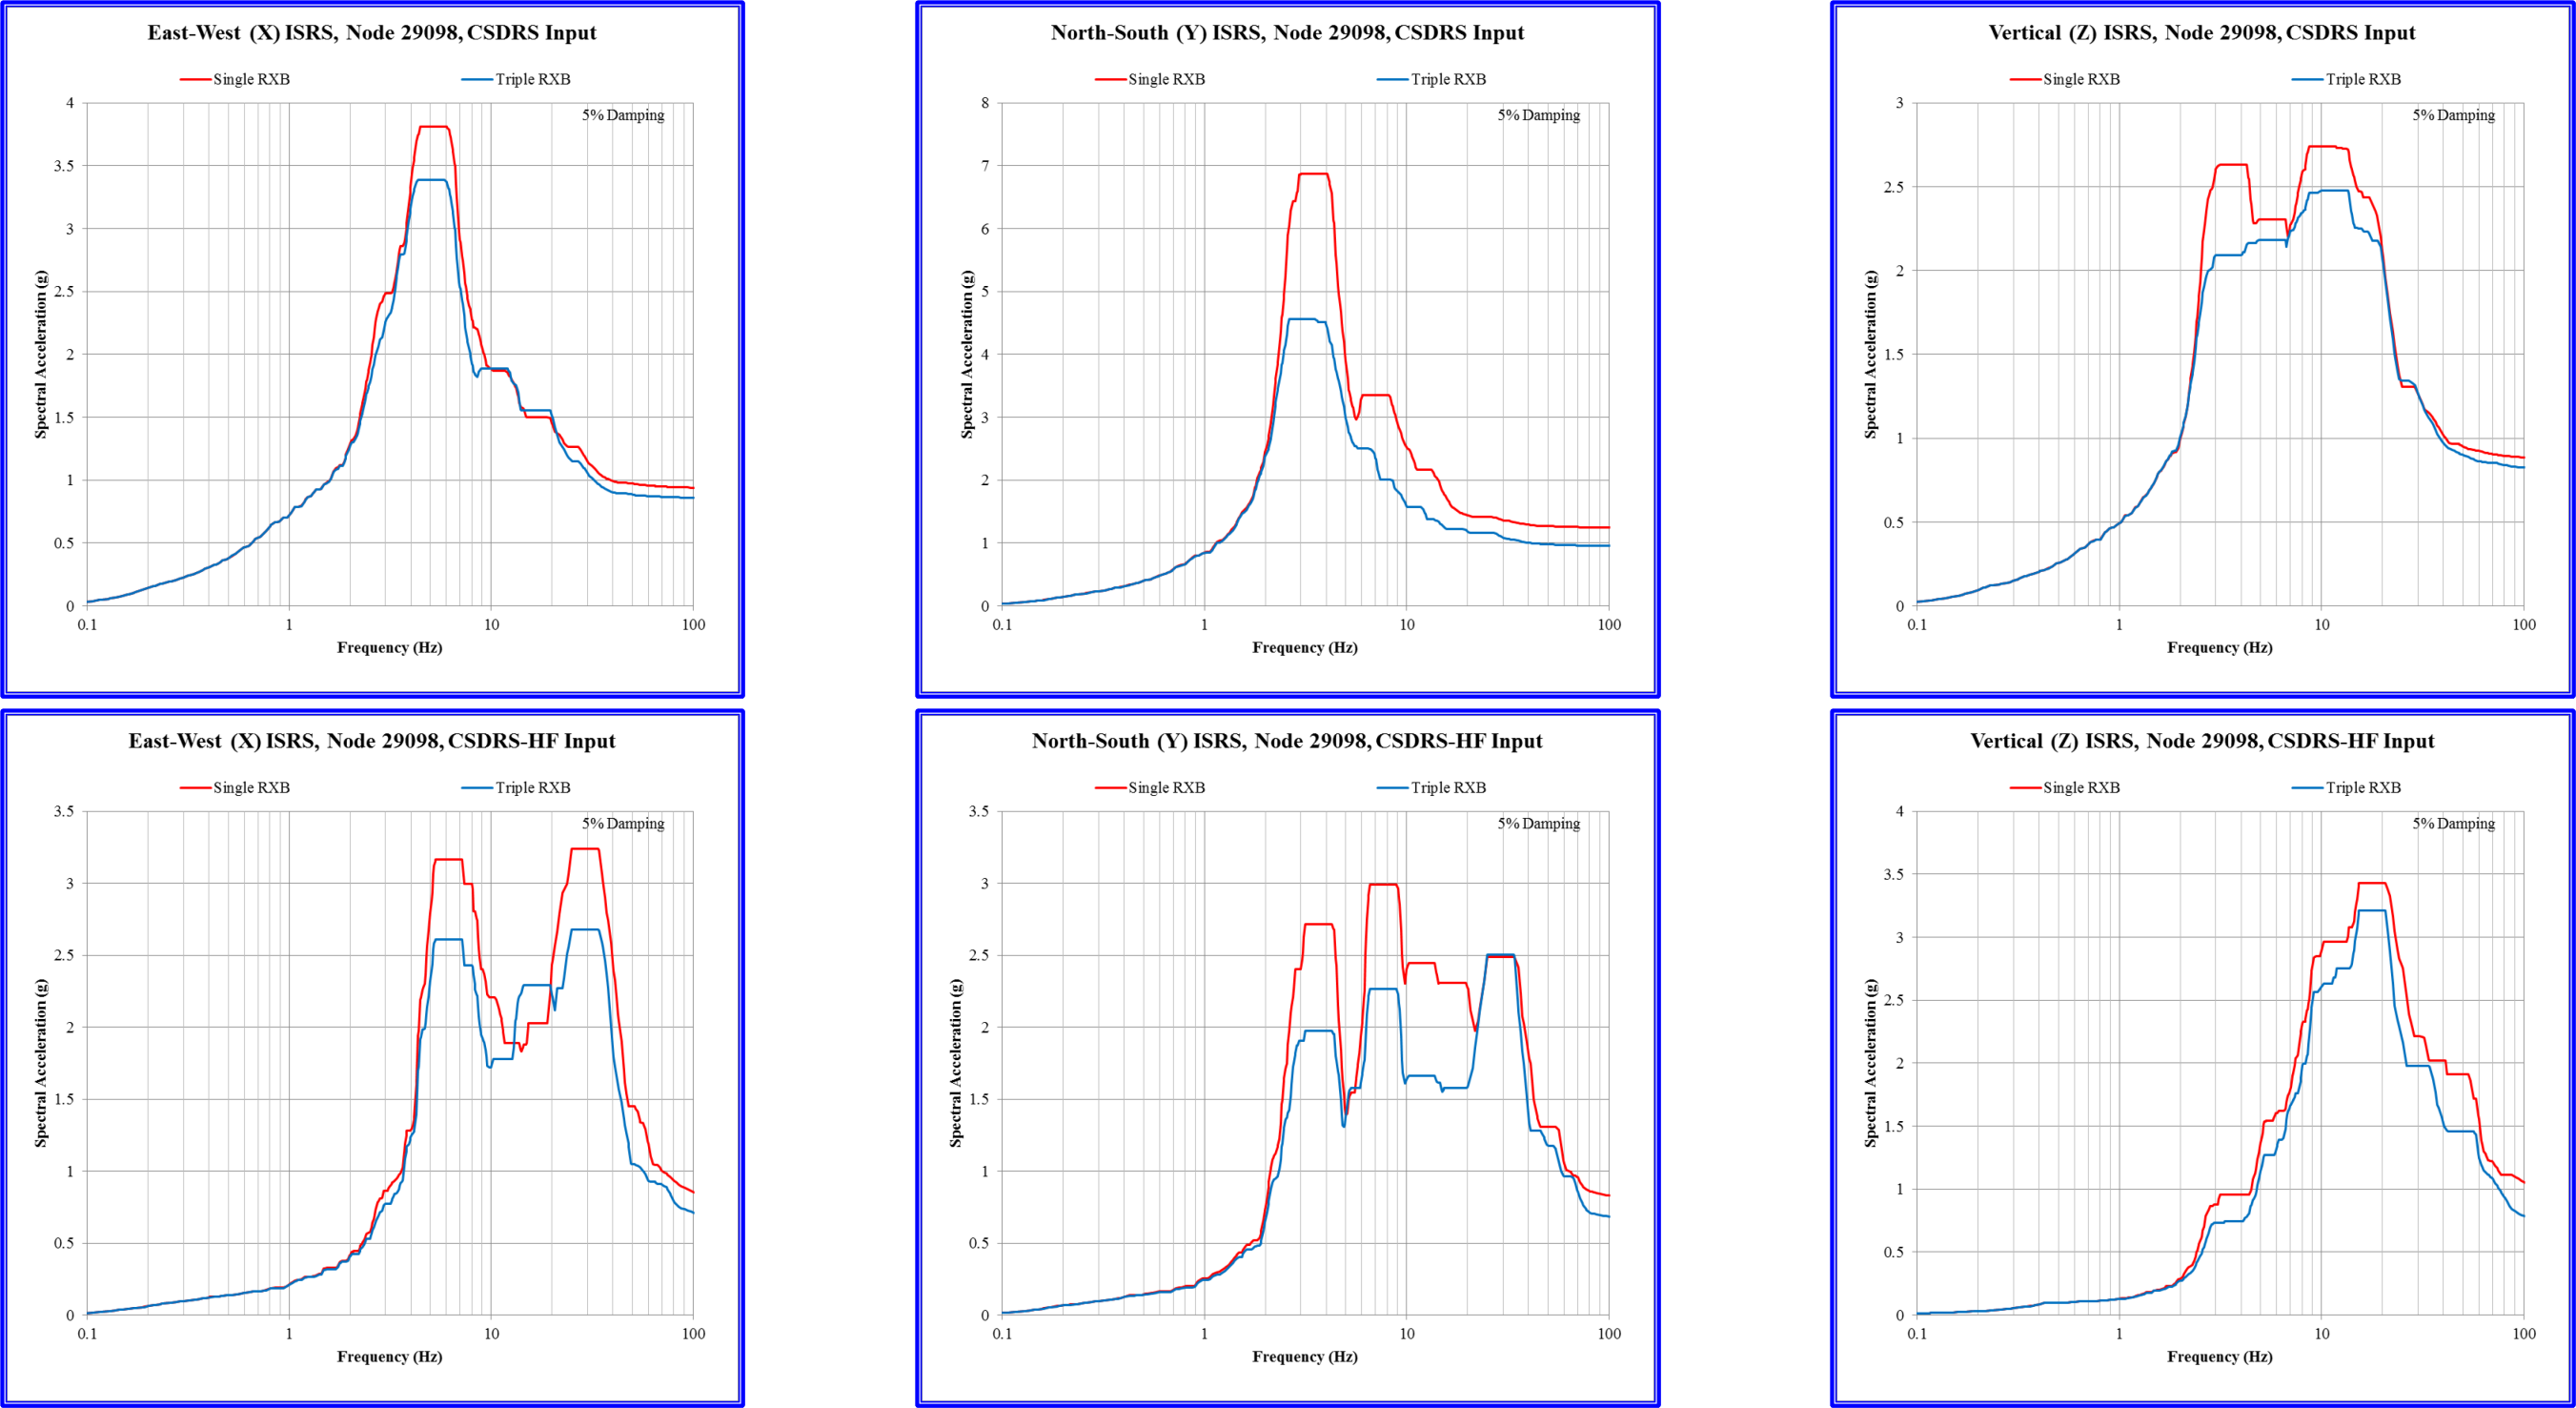 East-West (X) ISRS, Node 29098, CSDRS Input
Single RXB
Triple RXB
5% Damping
4
3.5
3
2.5
2
1.5
1
0.5
0
Spectral Acceleration (g)
0.1
1
10
100
Frequency (Hz)
North-South (Y) ISRS, Node 29098, CSDRS Input
Single RXB
Triple RXB
5% Damping
8
7
6
5
4
3
2
1
0
Spectral Acceleration (g)
0.1
1
10
100
Frequency (Hz)
Vertical (Z) ISRS, Node 29098, CSDRS Input
Single RXB
Triple RXB
5% Damping
3
2.5
2
1.5
1
0.5
0
Spectral Acceleration (g)
0.1
1
10
100
Frequency (Hz)
East-West (X) ISRS, Node 29098, CSDRS-HF Input
Single RXB
Triple RXB
5% Damping
3.5
3
2.5
2
1.5
1
0.5
0
Spectral Acceleration (g)
0.1
1
10
100
Frequency (Hz)
North-South (Y) ISRS, Node 29098, CSDRS-HF Input
Single RXB
Triple RXB
5% Damping
3.5
3
2.5
2
1.5
1
0.5
0
Spectral Acceleration (g)
0.1
1
10
100
Frequency (Hz)
Vertical (Z) ISRS, Node 29098, CSDRS-HF Input
Single RXB
Triple RXB
5% Damping
4
3.5
3
2.5
2
1.5
1
0.5
0
Spectral Acceleration (g)
0.1
1
10
100
Frequency (Hz)